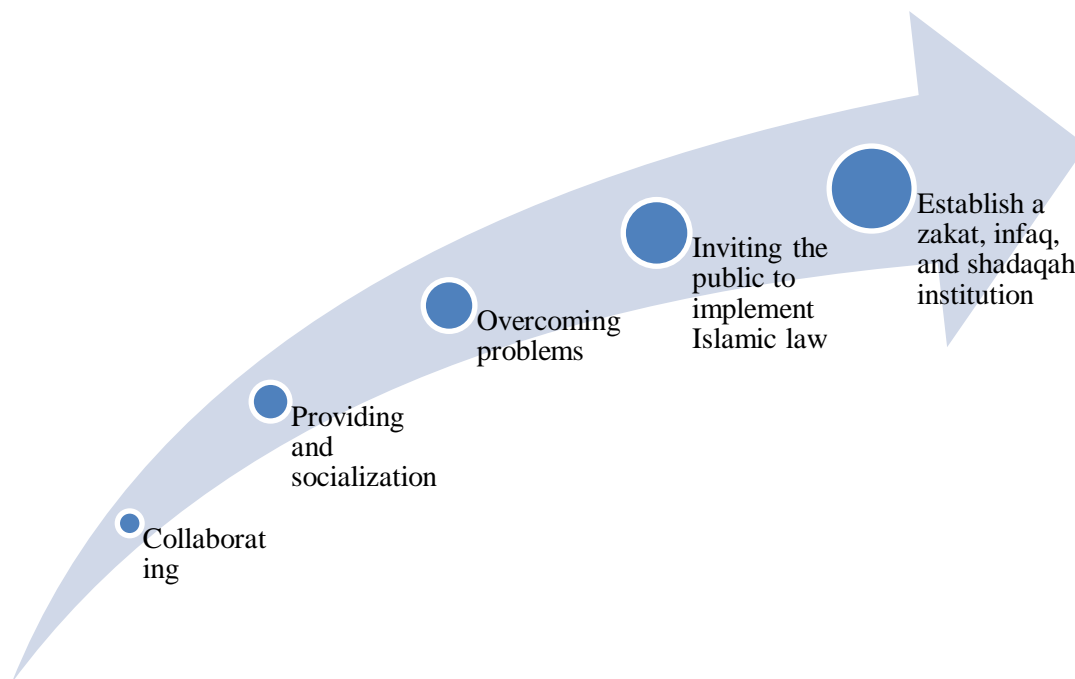 Collaborat
ing
Providing
and
socialization
Overcoming
problems
Inviting the
public to
implement
Islamic law
Establish a
zakat, infaq,
and shadaqah
institution